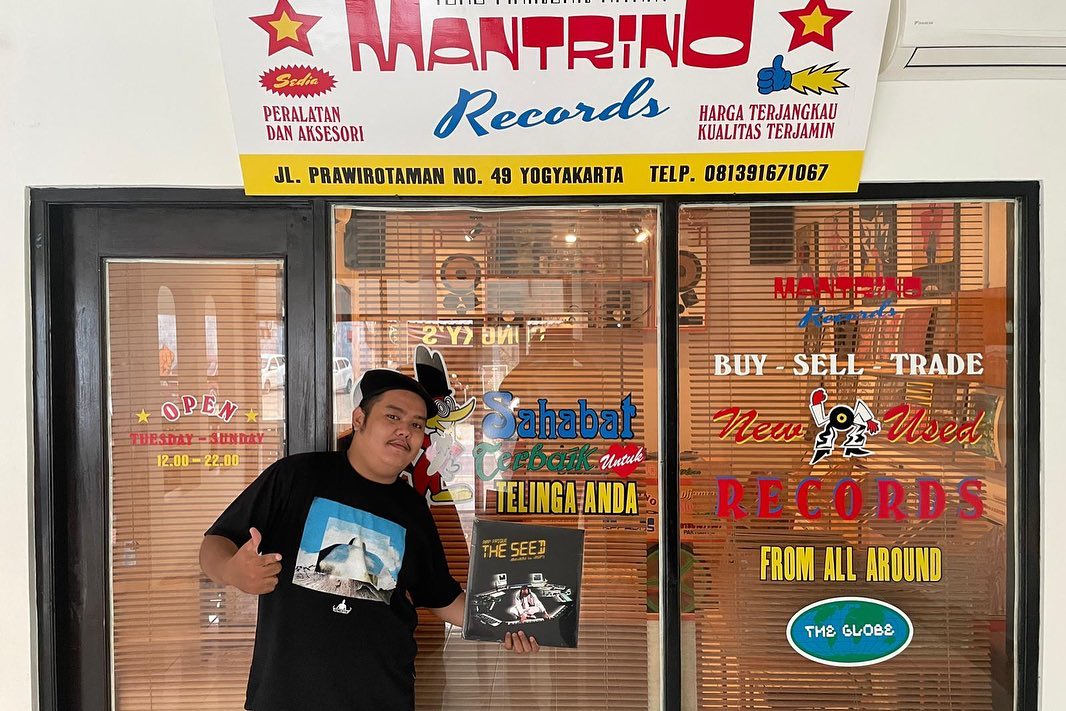 MANTRINO
Records
Sedia
PERALATAN
DAN AKSESORI
HARGA TERJANGKAU
KUALITAS TERJAMIN
JL. PRAWIROTAMAN NO. 49 YOGYAKARTA TELP. 081391671067
OPEN
TUESDAY - SUNDAY
12.00 - 22.00
Sahabat
Terbaik Untuk
TELINGA ANDA
THE SEED
MANTRINO
Records
BUY - SELL - TRADE
New Used
RECORDS
FROM ALL AROUND
THE GLOBE